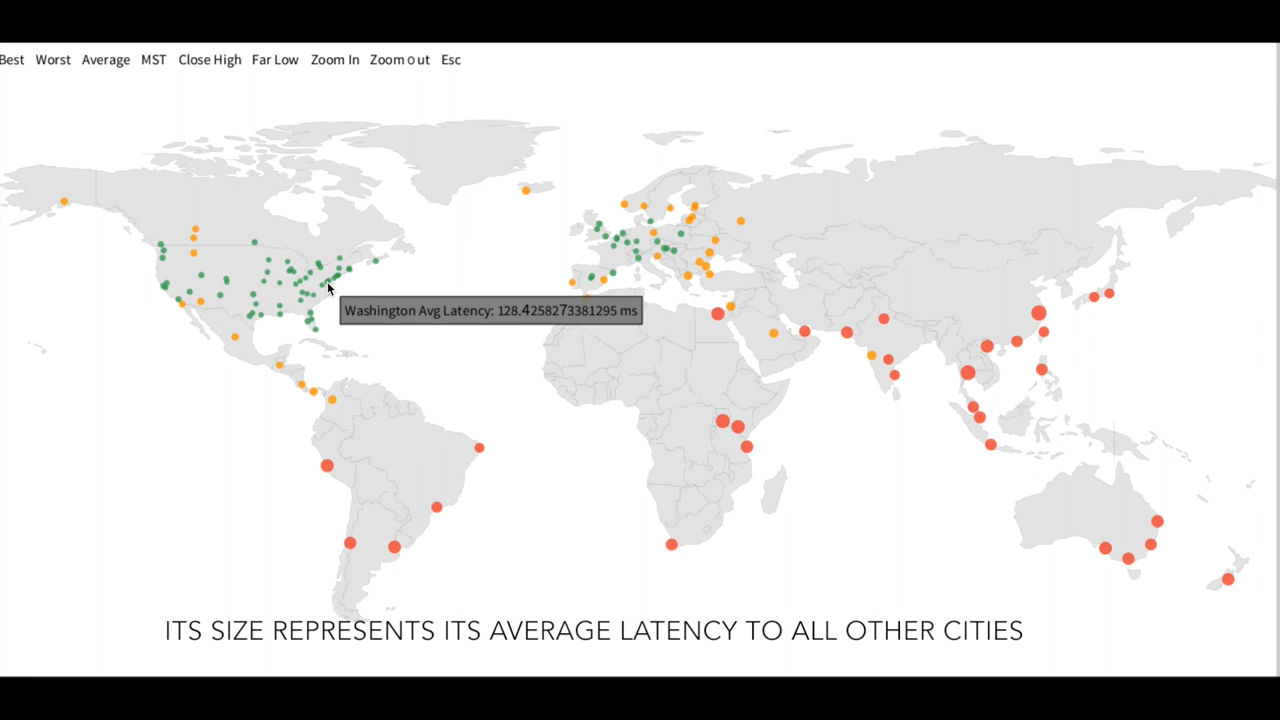 Best Worst Average MST Close High Far Low Zoom In Zoom out Esc
Washington Avg Latency: 128.4258273381295 ms
ITS SIZE REPRESENTS ITS AVERAGE LATENCY TO ALL OTHER CITIES